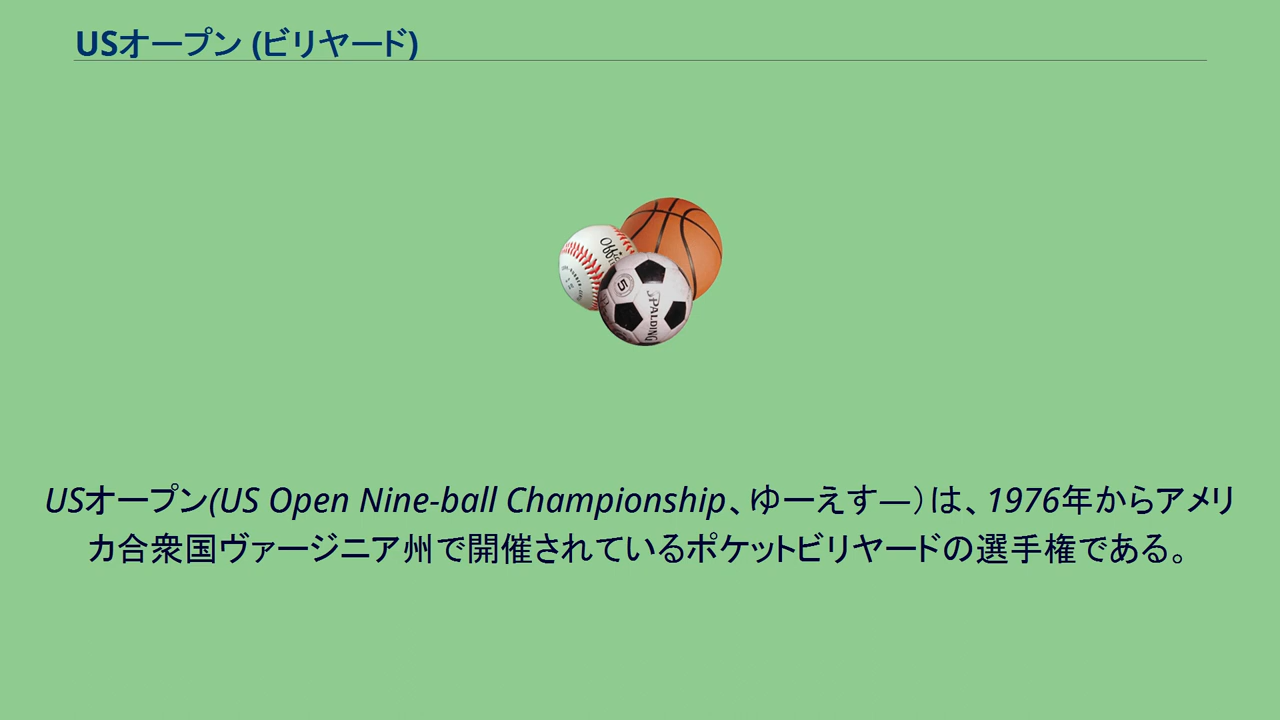 USオープン (ビリヤード)
Offic
5
SPALDING
USオープン(US Open Nine-ball Championship、ゆーえす―）は、1976年からアメリ
カ合衆国ヴァージニア州で開催されているポケットビリヤードの選手権である。